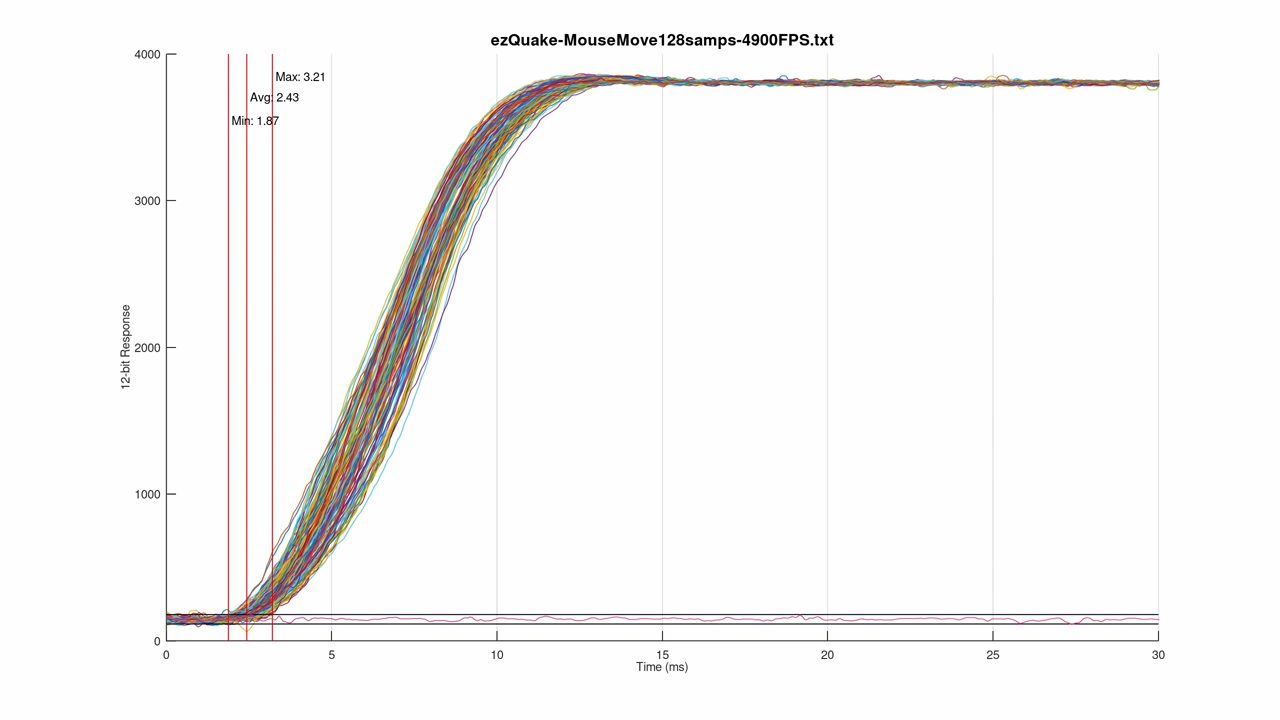 ezQuake-MouseMove128samps-4900FPS.txt
4000
Max: 3.21
Avg: 2.43
Min: 1.87
3000
12-bit Response
2000
1000
0
0 5 10 15 20 25 30
Time (ms)